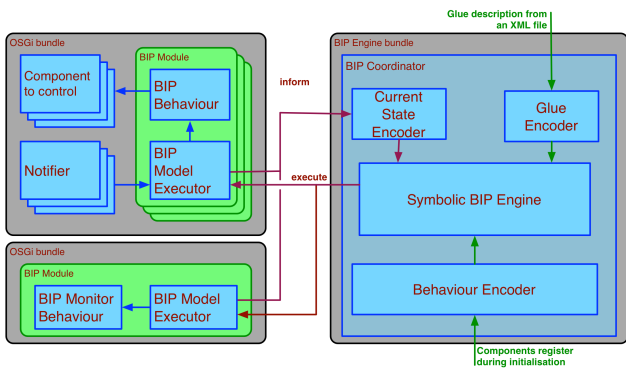 Glue description from
an XML file
OSGi bundle
BIP Module
Component
to control
BIP
Behaviour
Notifier
BIP
Model
Executor
inform
execute
BIP Engine bundle
BIP Coordinator
Current
State
Encoder
Glue
Encoder
Symbolic BIP Engine
Behaviour Encoder
OSGi bundle
BIP Module
BIP Monitor
Behaviour
BIP Model
Executor
Components register
during initialisation